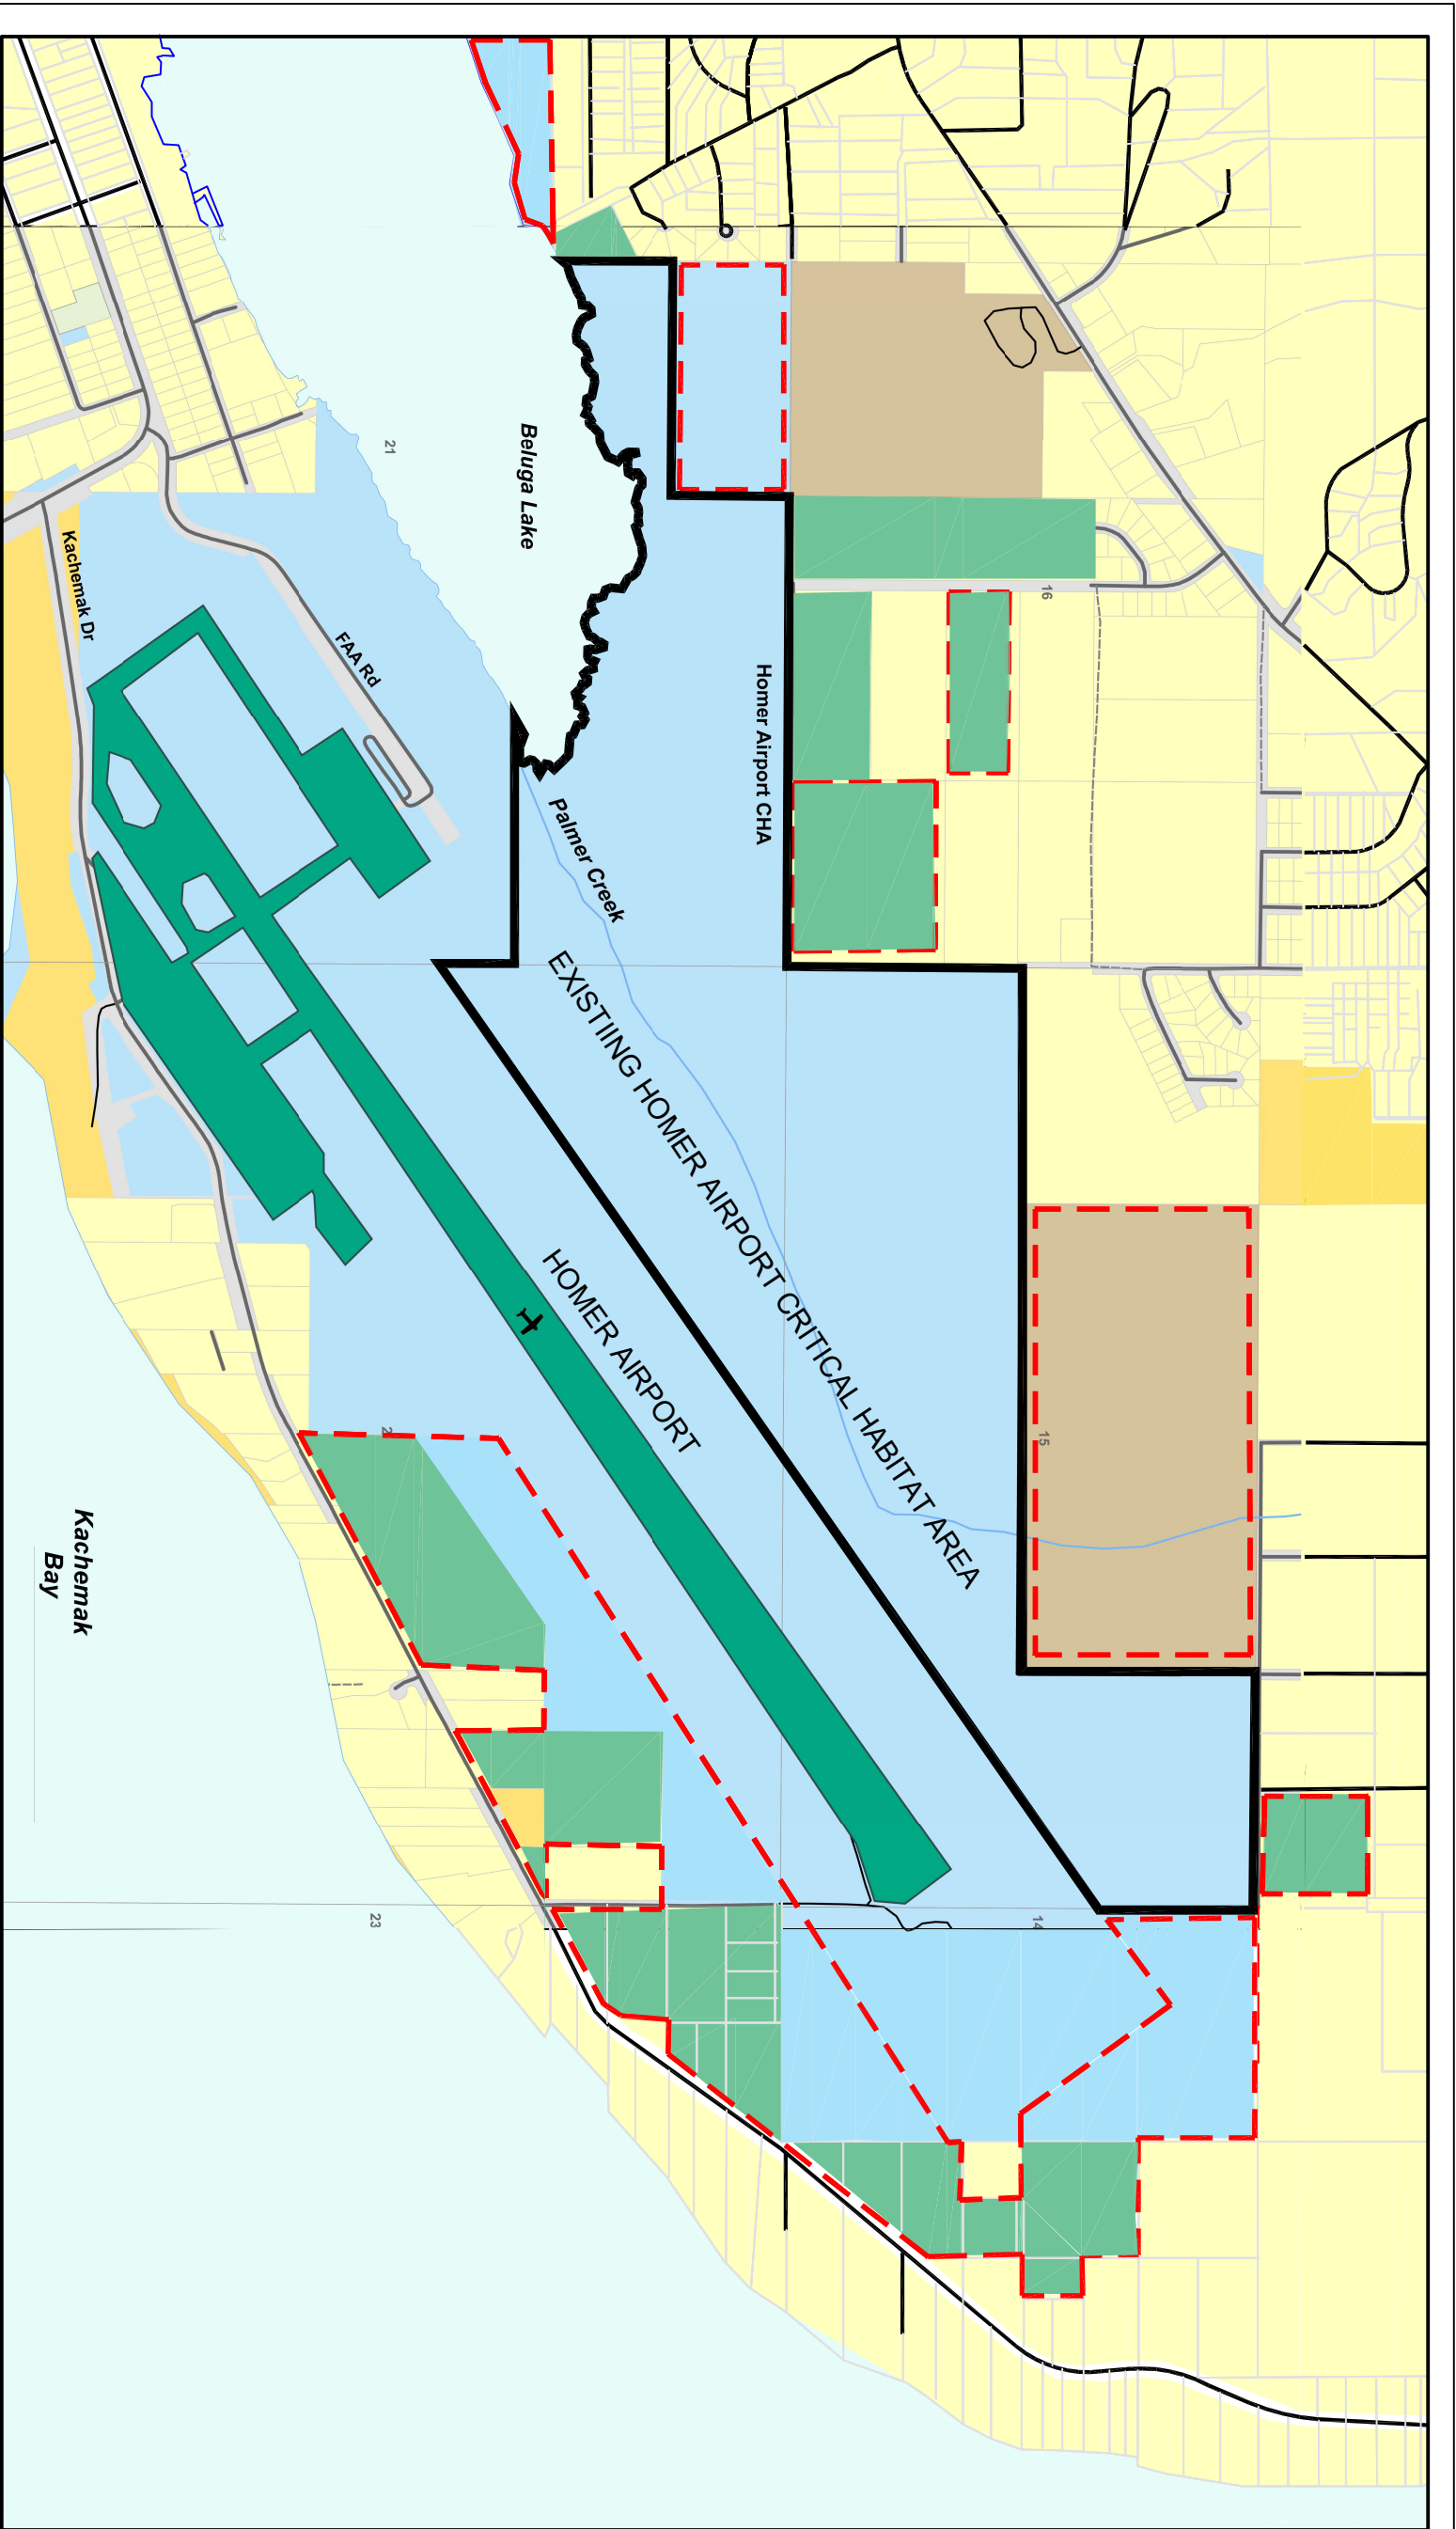 16
15
14
Homer Airport CHA
EXISTIING HOMER AIRPORT CRITICAL HABITAT AREA
Palmer Creek
HOMER AIRPORT
Beluga Lake
21
2
23
FAA Rd
Kachemak Dr
Kachemak
Bay